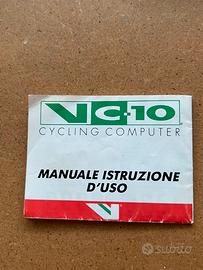 VC-10
CYCLING COMPUTER
MANUALE ISTRUZIONE
D'USO
subito